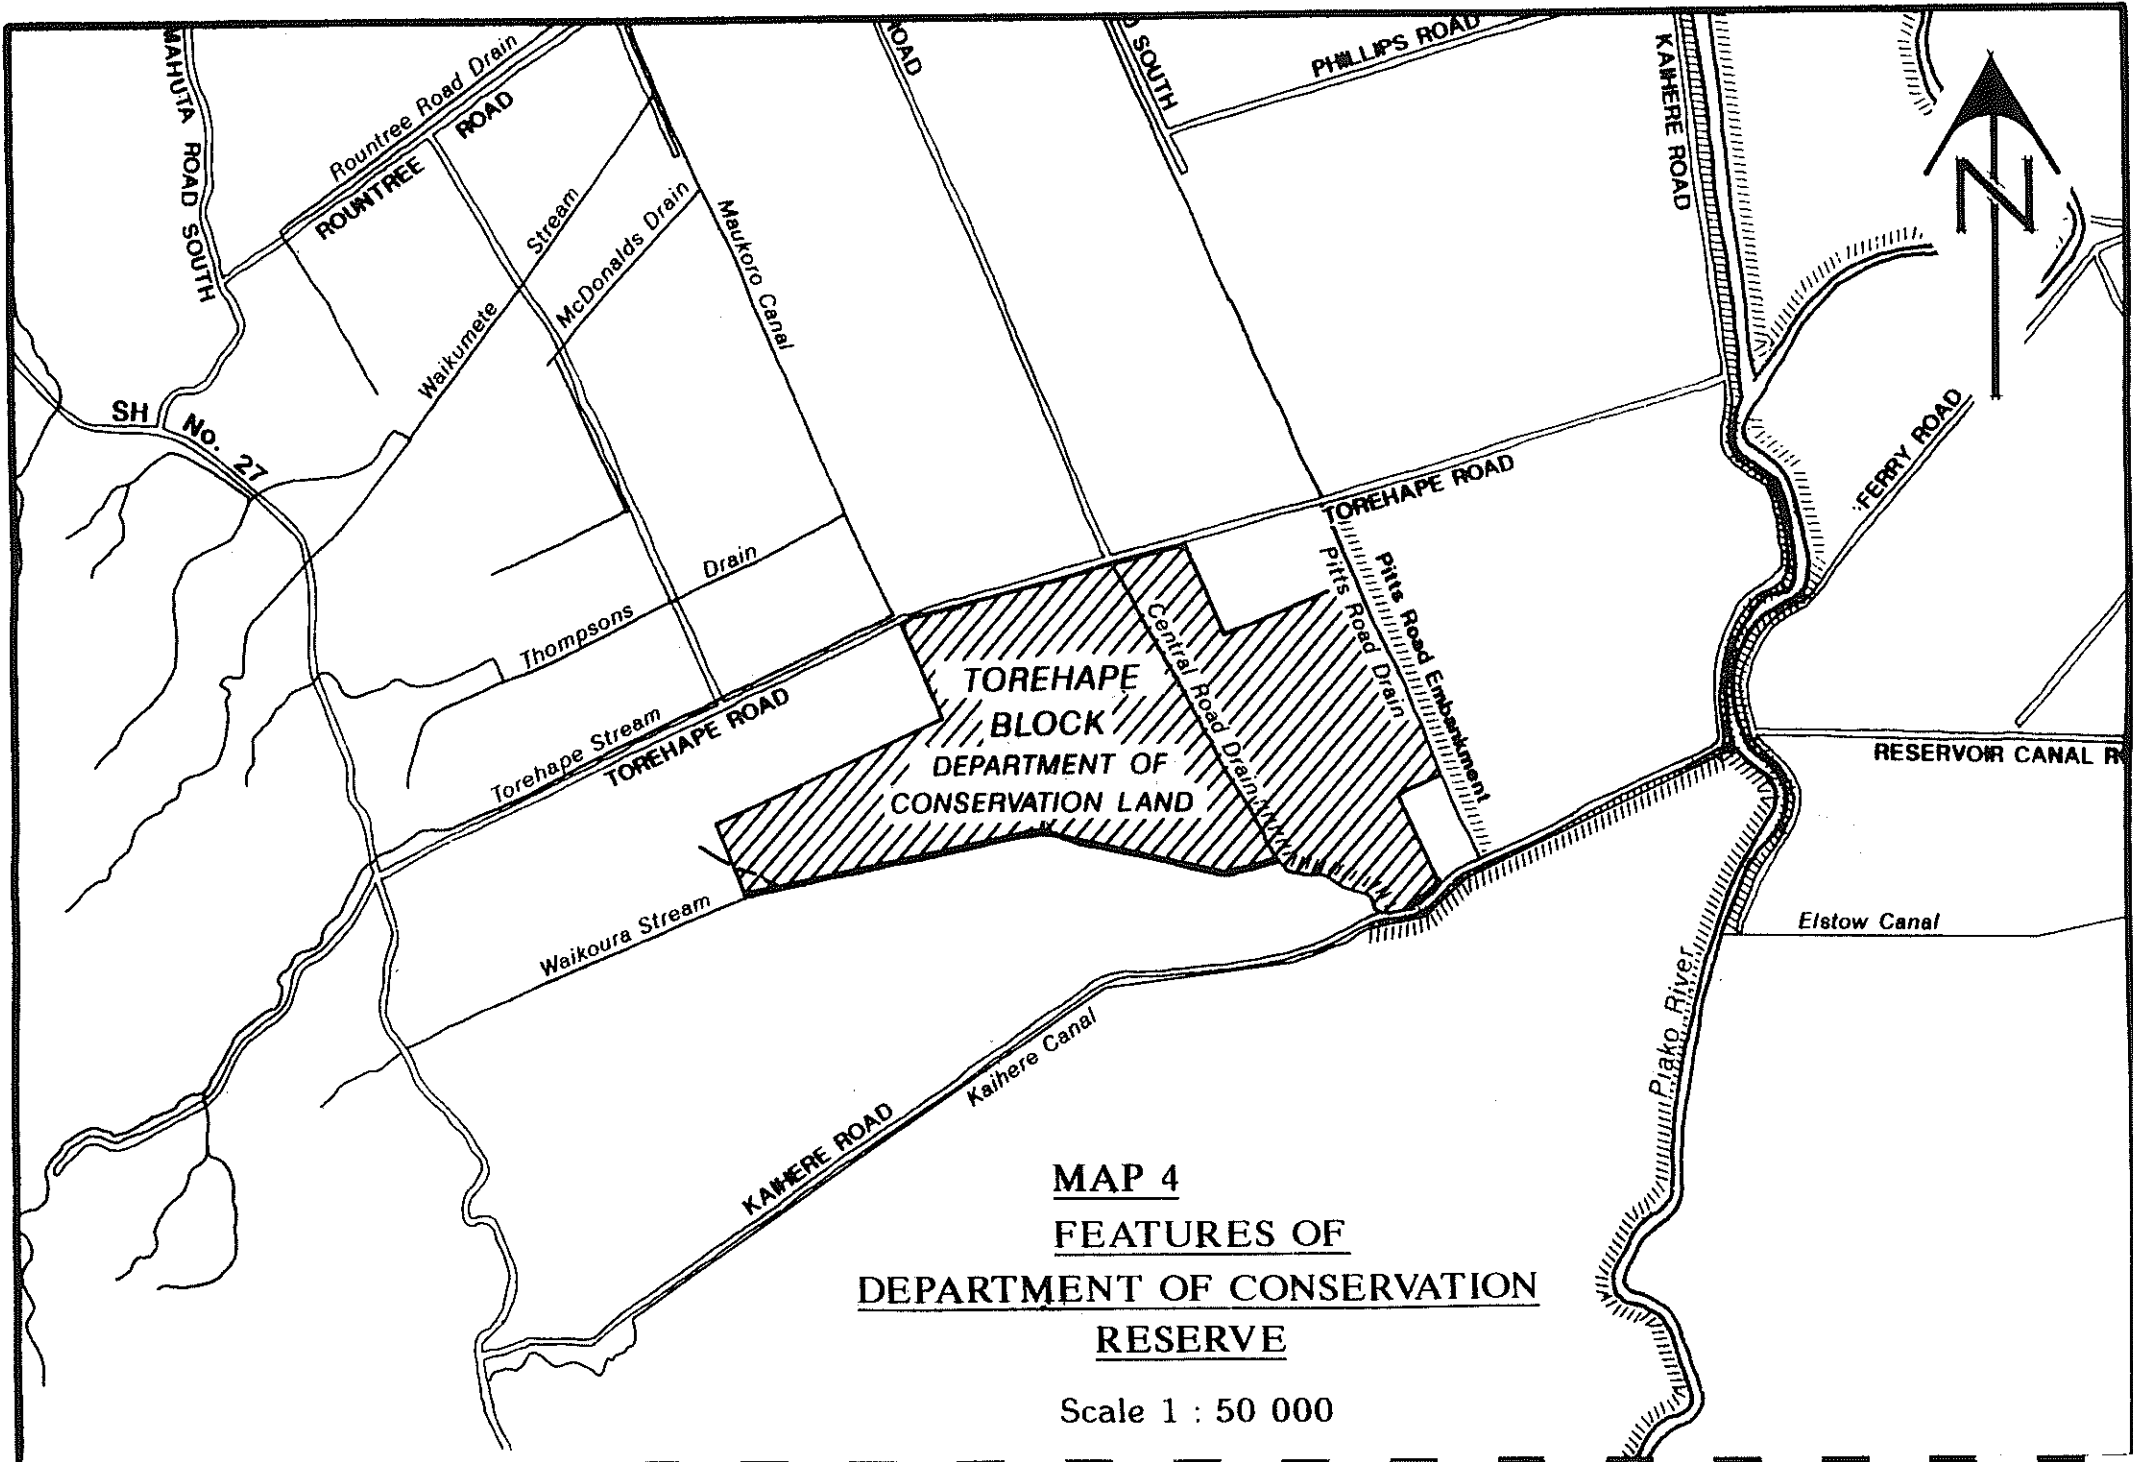 MAHUTA ROAD SOUTH
Rountree Road Drain
ROUNTREE ROAD
ROAD
SOUTH
PHILLIPS ROAD
KAIHERE ROAD
N
Waikumete Stream
McDonalds Drain
Maukoro Canal
SH No. 27
FERRY ROAD
TOREHAPE ROAD
Thompsons Drain
Pitts Road Embankment
Pitts Road Drain
Central Road Drain
TOREHAPE
BLOCK
DEPARTMENT OF
CONSERVATION LAND
Torehape Stream
TOREHAPE ROAD
RESERVOIR CANAL R
Waikoura Stream
Elstow Canal
Piako River
Kaihere Canal
KAIHERE ROAD
MAP 4
FEATURES OF
DEPARTMENT OF CONSERVATION
RESERVE
Scale 1 : 50 000